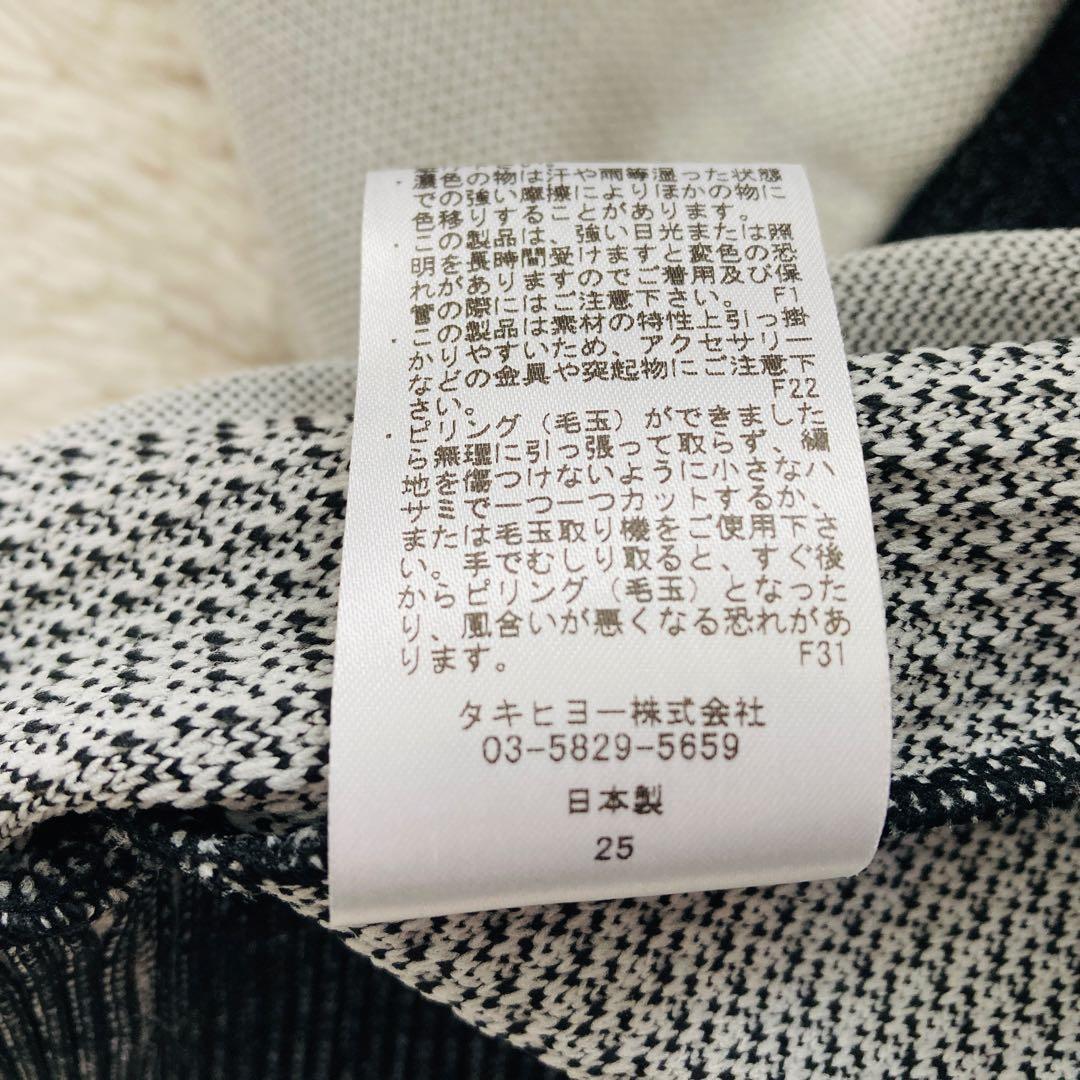 濃色の物は汗や雨等湿ったの状態
で強い摩擦によりほか物に
色の移りすることがあります。
この製品は、強い日光または照
明を長時間受けますと変色の恐
れがありますのでご着用及び保
管の際にはご注意下さい。 F1
この製品は素材の特性上引っ掛
かりやすいため、アクセサリー
などの金具や突起物にご注意下
さい。 F22
ピリング（毛玉）ができました
ら無理に引っ張って取らず、編
地を傷つけないように小さなハ
サミで一つ一つカットするか、
または毛玉取り機をご使用下さ
い。手でむしり取ると、すぐ後
からピリング（毛玉）となった
り、風合いが悪くなる恐れがあ
ります。 F31
タキヒヨー株式会社
03-5829-5659
日本製
25